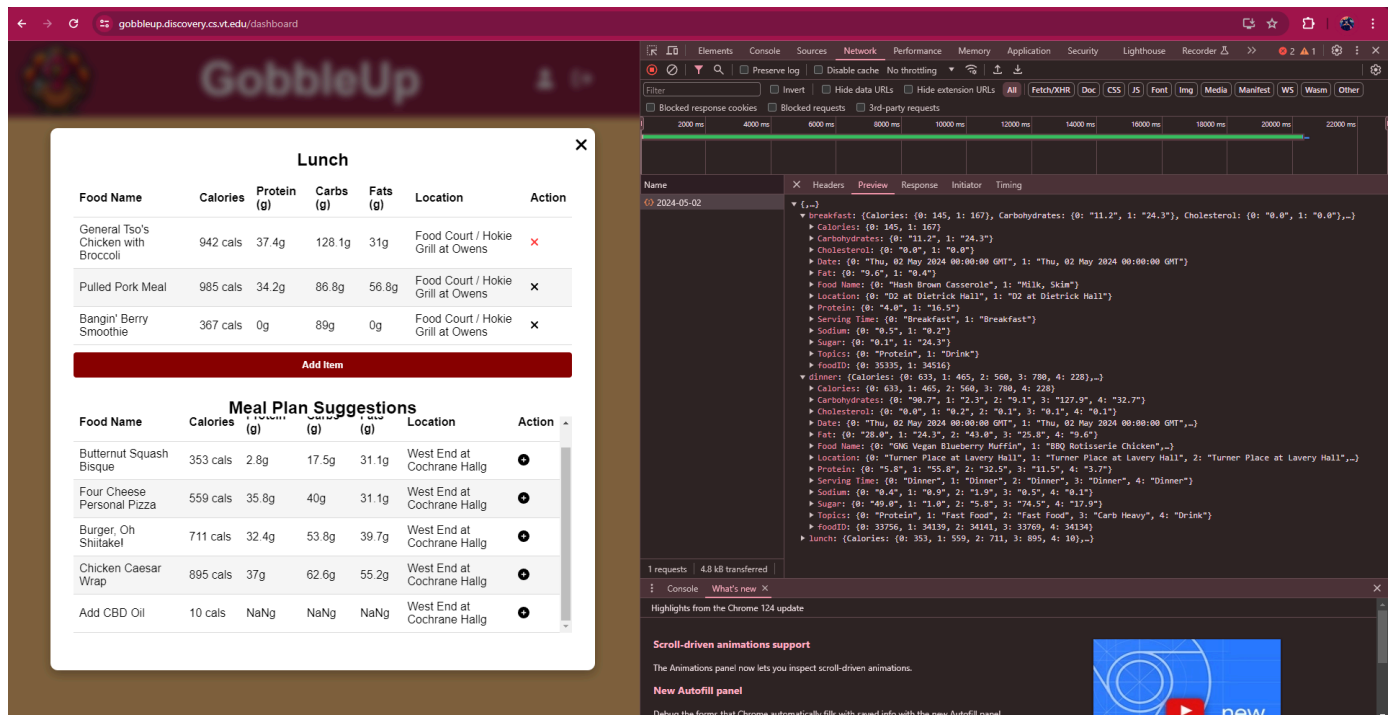 gobbleup.discovery.cs.vt.edu/dashboard
GobbleUp
Lunch
Food Name Calories Protein (g) Carbs (g) Fats (g) Location Action
General Tso's Chicken with Broccoli 942 cals 37.4g 128.1g 31g Food Court / Hokie Grill at Owens
Pulled Pork Meal 985 cals 34.2g 86.8g 56.8g Food Court / Hokie Grill at Owens
Bangin' Berry Smoothie 367 cals 0g 89g 0g Food Court / Hokie Grill at Owens
Add Item
Meal Plan Suggestions
Food Name Calories (g) (g) (g) Location Action
Butternut Squash Bisque 353 cals 2.8g 17.5g 31.1g West End at Cochrane Hallg
Four Cheese Personal Pizza 559 cals 35.8g 40g 31.1g West End at Cochrane Hallg
Burger, Oh Shiitake! 711 cals 32.4g 53.8g 39.7g West End at Cochrane Hallg
Chicken Caesar Wrap 895 cals 37g 62.6g 55.2g West End at Cochrane Hallg
Add CBD Oil 10 cals NaNg NaNg NaNg West End at Cochrane Hallg
Elements Console Sources Network Performance Memory Application Security Lighthouse Recorder 2 1
Preserve log Disable cache No throttling
Filter Invert Hide data URLs Hide extension URLs All Fetch/XHR Doc CSS JS Font Img Media Manifest WS Wasm Other
Blocked response cookies Blocked requests 3rd-party requests
2000 ms 4000 ms 6000 ms 8000 ms 10000 ms 12000 ms 14000 ms 16000 ms 18000 ms 20000 ms 22000 ms
Name Headers Preview Response Initiator Timing
2024-05-02
{,…}
breakfast: {Calories: {0: 145, 1: 167}, Carbohydrates: {0: "11.2", 1: "24.3"}, Cholesterol: {0: "0.0", 1: "0.0"},…}
Calories: {0: 145, 1: 167}
Carbohydrates: {0: "11.2", 1: "24.3"}
Cholesterol: {0: "0.0", 1: "0.0"}
Date: {0: "Thu, 02 May 2024 00:00:00 GMT", 1: "Thu, 02 May 2024 00:00:00 GMT"}
Fat: {0: "9.6", 1: "0.4"}
Food Name: {0: "Hash Brown Casserole", 1: "Milk, Skim"}
Location: {0: "D2 at Dietrick Hall", 1: "D2 at Dietrick Hall"}
Protein: {0: "4.0", 1: "16.5"}
Serving Time: {0: "Breakfast", 1: "Breakfast"}
Sodium: {0: "0.5", 1: "0.2"}
Sugar: {0: "0.1", 1: "24.3"}
Topics: {0: "Protein", 1: "Drink"}
foodID: {0: 35335, 1: 34516}
dinner: {Calories: {0: 633, 1: 465, 2: 560, 3: 780, 4: 228},…}
Calories: {0: 633, 1: 465, 2: 560, 3: 780, 4: 228}
Carbohydrates: {0: "90.7", 1: "2.3", 2: "9.1", 3: "127.9", 4: "32.7"}
Cholesterol: {0: "0.0", 1: "0.2", 2: "0.1", 3: "0.1", 4: "0.1"}
Date: {0: "Thu, 02 May 2024 00:00:00 GMT", 1: "Thu, 02 May 2024 00:00:00 GMT",…}
Fat: {0: "28.0", 1: "24.3", 2: "43.0", 3: "25.8", 4: "9.6"}
Food Name: {0: "GNG Vegan Blueberry Muffin", 1: "BBQ Rotisserie Chicken",…}
Location: {0: "Turner Place at Lavery Hall", 1: "Turner Place at Lavery Hall", 2: "Turner Place at Lavery Hall",…}
Protein: {0: "5.8", 1: "55.8", 2: "32.5", 3: "11.5", 4: "3.7"}
Serving Time: {0: "Dinner", 1: "Dinner", 2: "Dinner", 3: "Dinner", 4: "Dinner"}
Sodium: {0: "0.4", 1: "0.9", 2: "1.9", 3: "0.5", 4: "0.1"}
Sugar: {0: "49.0", 1: "1.0", 2: "5.8", 3: "74.5", 4: "17.9"}
Topics: {0: "Protein", 1: "Fast Food", 2: "Fast Food", 3: "Carb Heavy", 4: "Drink"}
foodID: {0: 33756, 1: 34139, 2: 34141, 3: 33769, 4: 34134}
lunch: {Calories: {0: 353, 1: 559, 2: 711, 3: 895, 4: 10},…}
1 requests 4.8 kB transferred
Console What's new
Highlights from the Chrome 124 update
Scroll-driven animations support
The Animations panel now lets you inspect scroll-driven animations.
New Autofill panel
Debug the forms that Chrome automatically fills with saved info with the new Autofill panel.
new